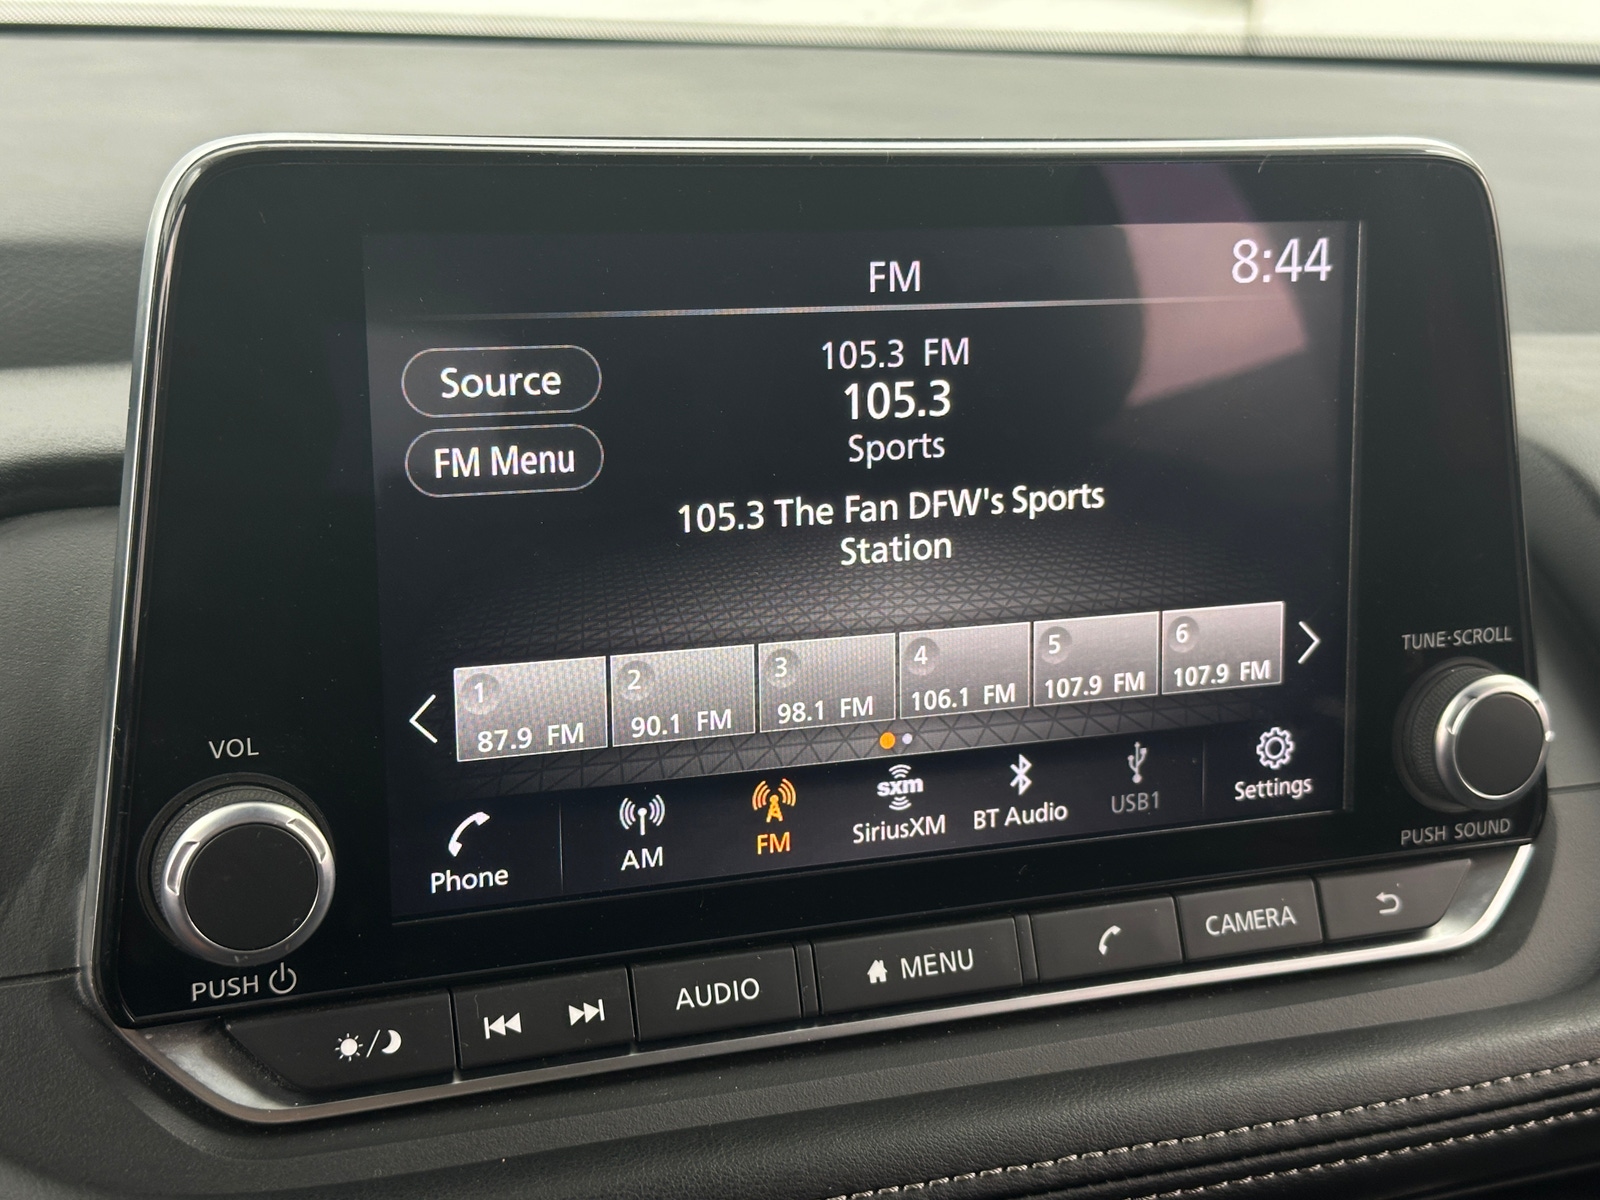 FM
8:44
Source
FM Menu
105.3 FM
105.3
Sports
105.3 The Fan DFW's Sports
Station
1
87.9 FM
2
90.1 FM
3
98.1 FM
4
106.1 FM
5
107.9 FM
6
107.9 FM
Phone
AM
FM
sxm
SiriusXM
BT Audio
USB1
Settings
VOL
PUSH
TUNE·SCROLL
PUSH SOUND
AUDIO
MENU
CAMERA